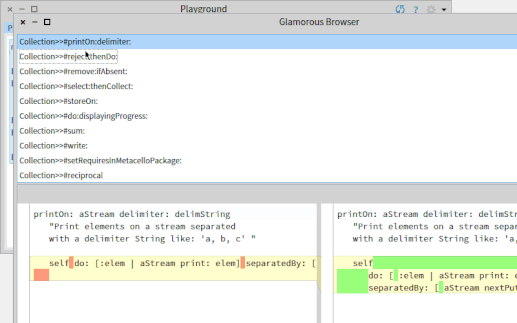 Playground
?
Glamorous Browser
P
Collection>>#printOn:delimiter:
Collection>>#reject:thenDo:
Collection>>#remove:ifAbsent:
Collection>>#select:thenCollect:
Collection>>#storeOn:
Collection>>#do:displayingProgress:
Collection>>#sum:
Collection>>#write:
Collection>>#setRequiresInMetacelloPackage:
Collection>>#reciprocal
printOn: aStream delimiter: delimString
"Print elements on a stream separated
with a delimiter String like: 'a, b, c' "
self do: [:elem | aStream print: elem] separatedBy: [
printOn: aStream delimiter: delimStr
"Print elements on a stream separ
with a delimiter String like: 'a,
self
do: [:elem | aStream print: e
separatedBy: [ aStream nextPut